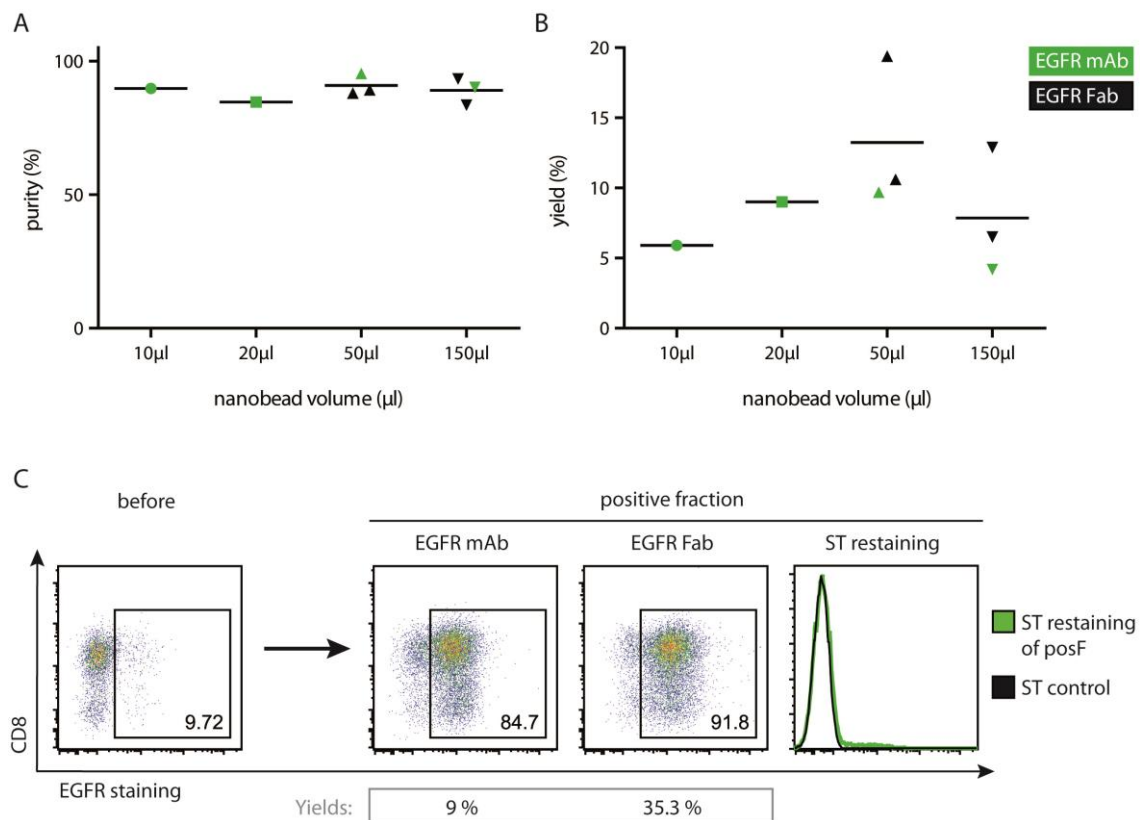 A
purity (%)
100
50
0
10µl 20µl 50µl 150µl
nanobead volume (µl)
B
yield (%)
20
15
10
5
0
10µl 20µl 50µl 150µl
nanobead volume (µl)
EGFR mAb
EGFR Fab
C
before
positive fraction
EGFR mAb EGFR Fab ST restaining
CD8
9.72
84.7
91.8
ST restaining
of posF
ST control
EGFR staining
Yields: 9 % 35.3 %